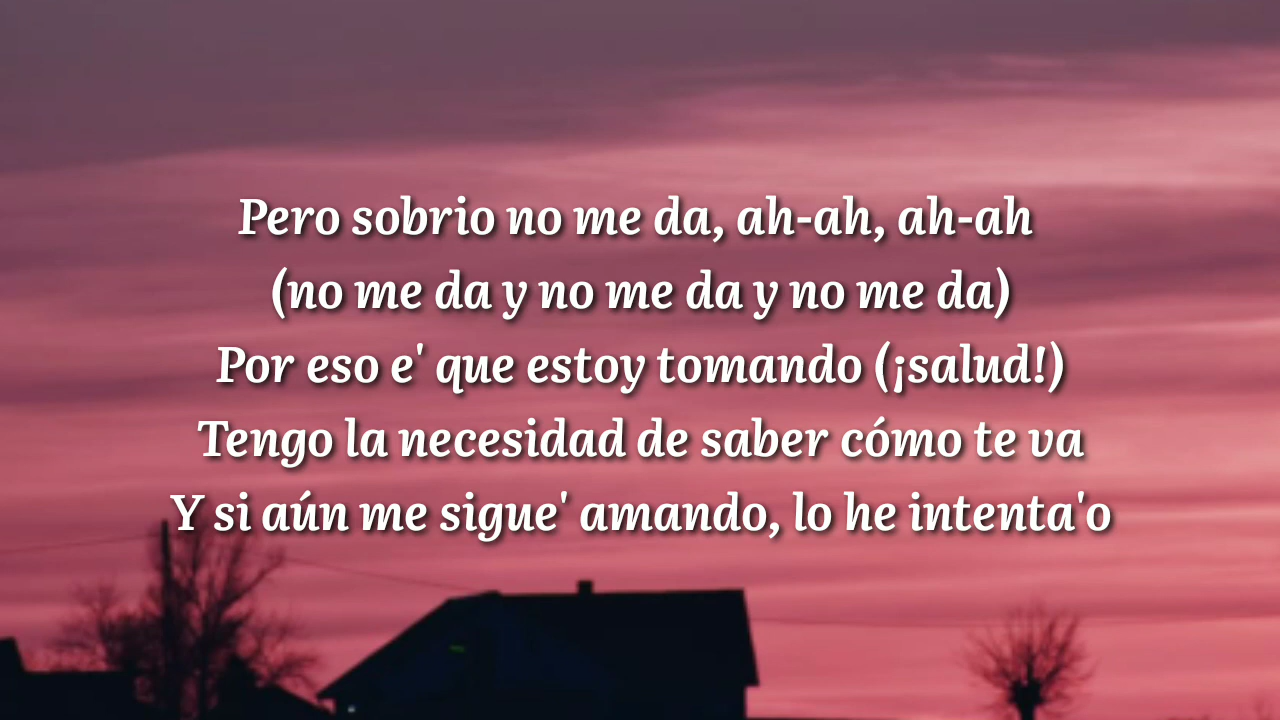 Pero sobrio no me da, ah-ah, ah-ah
(no me da y no me da y no me da)
Por eso e' que estoy tomando (¡salud!)
Tengo la necesidad de saber cómo te va
Y si aún me sigue' amando, lo he intenta'o